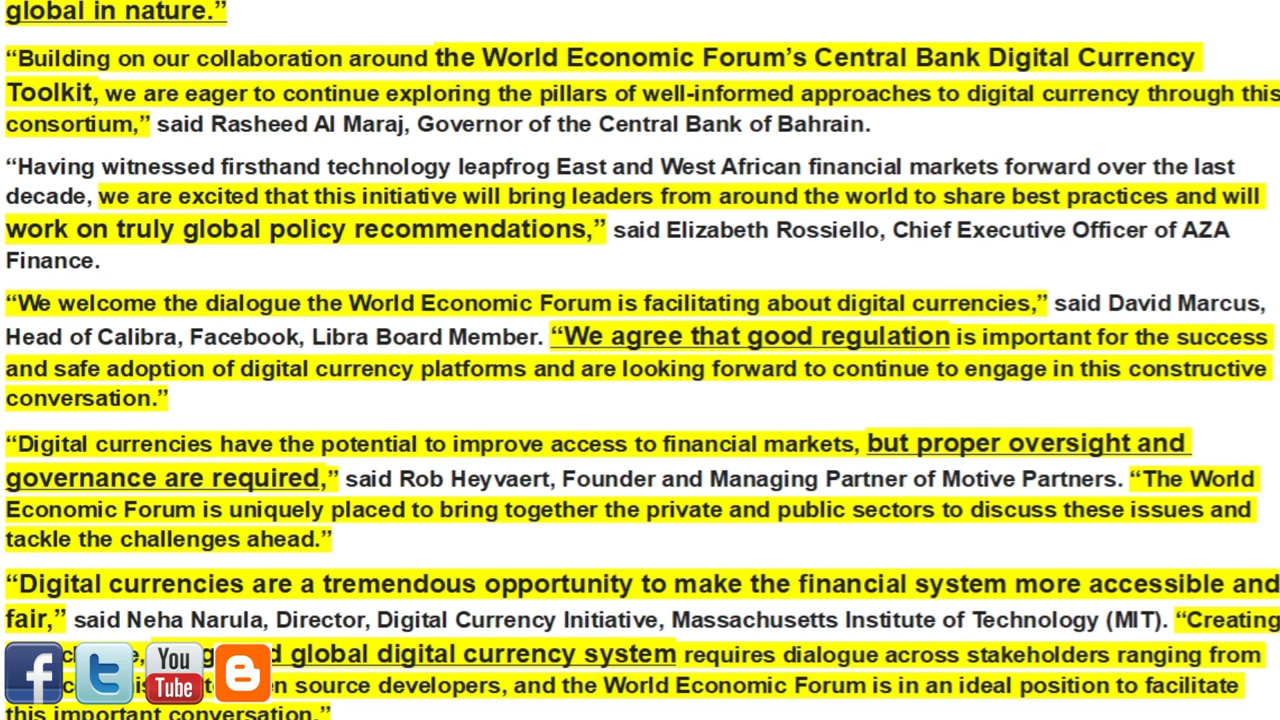 global in nature.”
“Building on our collaboration around the World Economic Forum’s Central Bank Digital Currency
Toolkit, we are eager to continue exploring the pillars of well-informed approaches to digital currency through this
consortium,” said Rasheed Al Maraj, Governor of the Central Bank of Bahrain.
“Having witnessed firsthand technology leapfrog East and West African financial markets forward over the last
decade, we are excited that this initiative will bring leaders from around the world to share best practices and will
work on truly global policy recommendations,” said Elizabeth Rossiello, Chief Executive Officer of AZA
Finance.
“We welcome the dialogue the World Economic Forum is facilitating about digital currencies,” said David Marcus,
Head of Calibra, Facebook, Libra Board Member. “We agree that good regulation is important for the success
and safe adoption of digital currency platforms and are looking forward to continue to engage in this constructive
conversation.”
“Digital currencies have the potential to improve access to financial markets, but proper oversight and
governance are required,” said Rob Heyvaert, Founder and Managing Partner of Motive Partners. “The World
Economic Forum is uniquely placed to bring together the private and public sectors to discuss these issues and
tackle the challenges ahead.”
“Digital currencies are a tremendous opportunity to make the financial system more accessible and
fair,” said Neha Narula, Director, Digital Currency Initiative, Massachusetts Institute of Technology (MIT). “Creating
global digital currency system requires dialogue across stakeholders ranging from
source developers, and the World Economic Forum is in an ideal position to facilitate
this important conversation.”
You
Tube